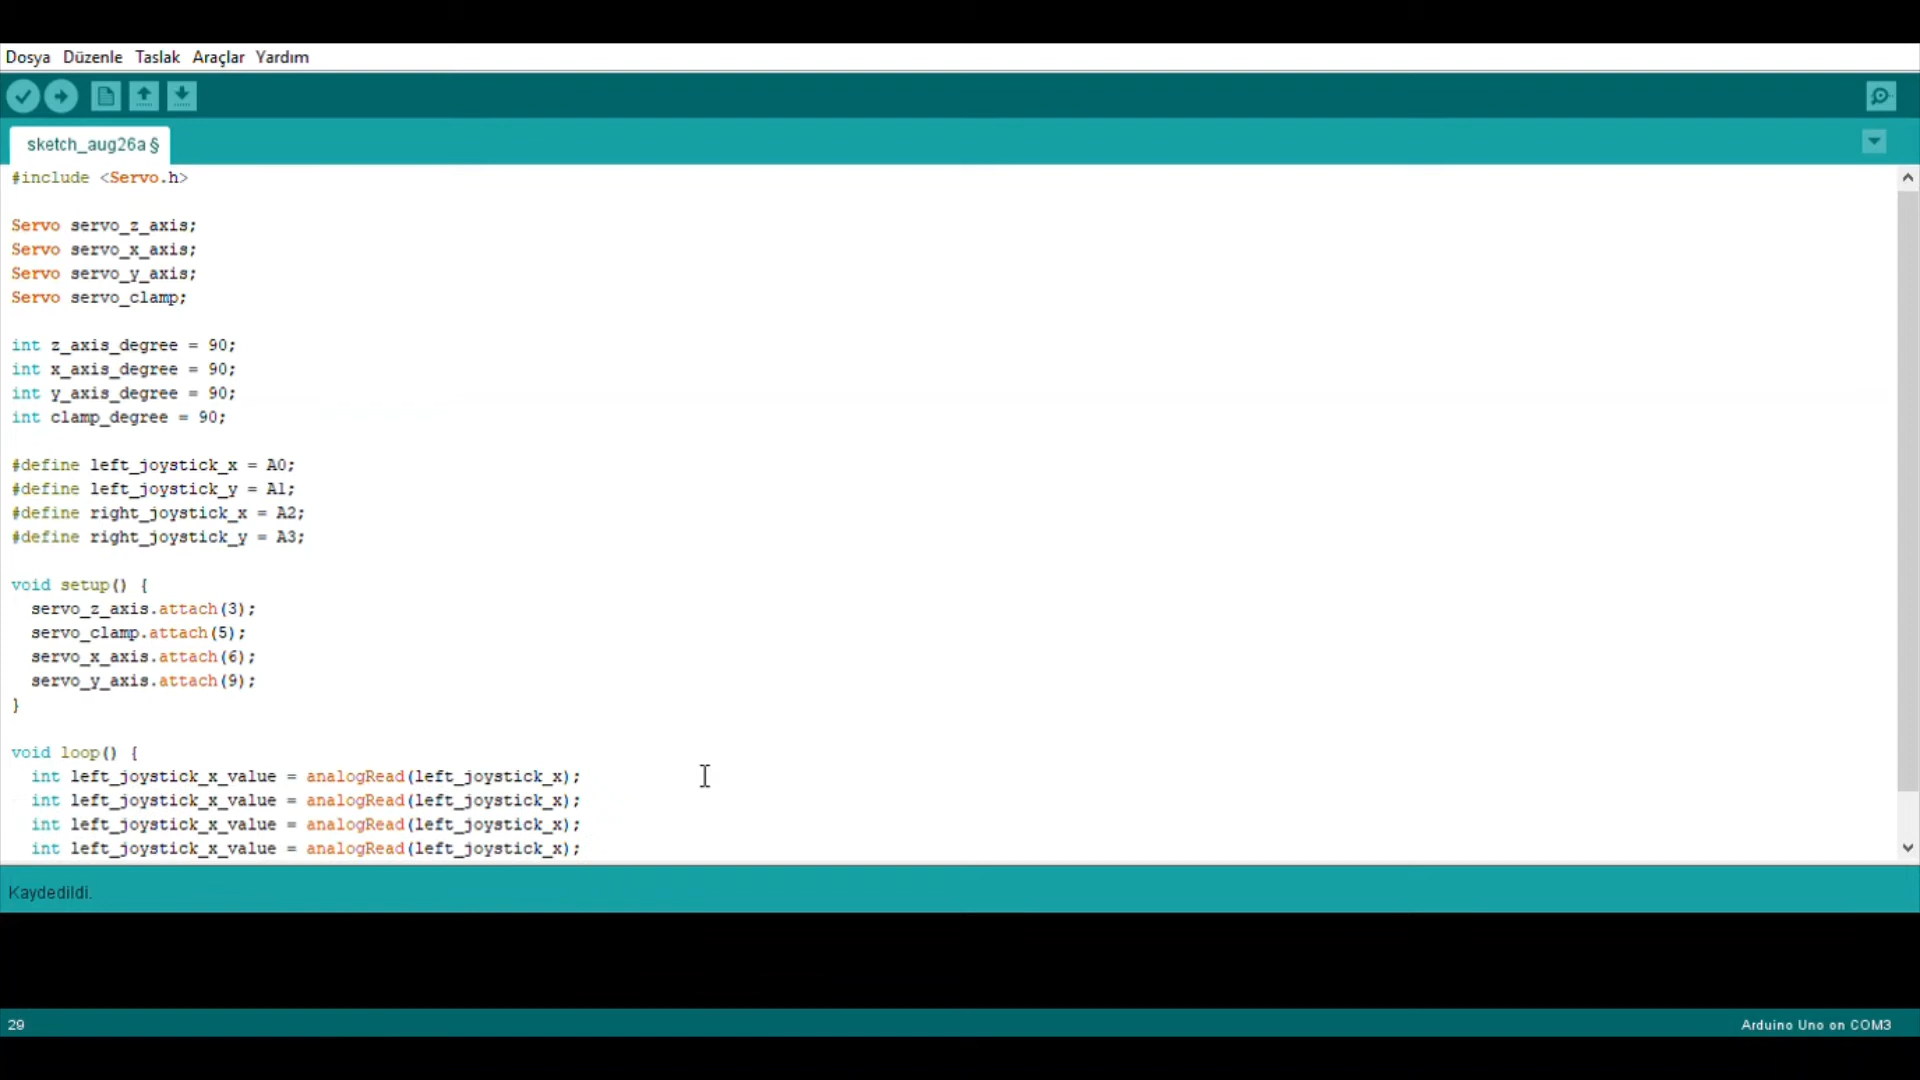 Dosya Düzenle Taslak Araçlar Yardım
sketch_aug26a §
#include <Servo.h>
Servo servo_z_axis;
Servo servo_x_axis;
Servo servo_y_axis;
Servo servo_clamp;
int z_axis_degree = 90;
int x_axis_degree = 90;
int y_axis_degree = 90;
int clamp_degree = 90;
#define left_joystick_x = A0;
#define left_joystick_y = A1;
#define right_joystick_x = A2;
#define right_joystick_y = A3;
void setup() {
  servo_z_axis.attach(3);
  servo_clamp.attach(5);
  servo_x_axis.attach(6);
  servo_y_axis.attach(9);
}
void loop() {
  int left_joystick_x_value = analogRead(left_joystick_x);
  int left_joystick_x_value = analogRead(left_joystick_x);
  int left_joystick_x_value = analogRead(left_joystick_x);
  int left_joystick_x_value = analogRead(left_joystick_x);
Kaydedildi.
29
Arduino Uno on COM3